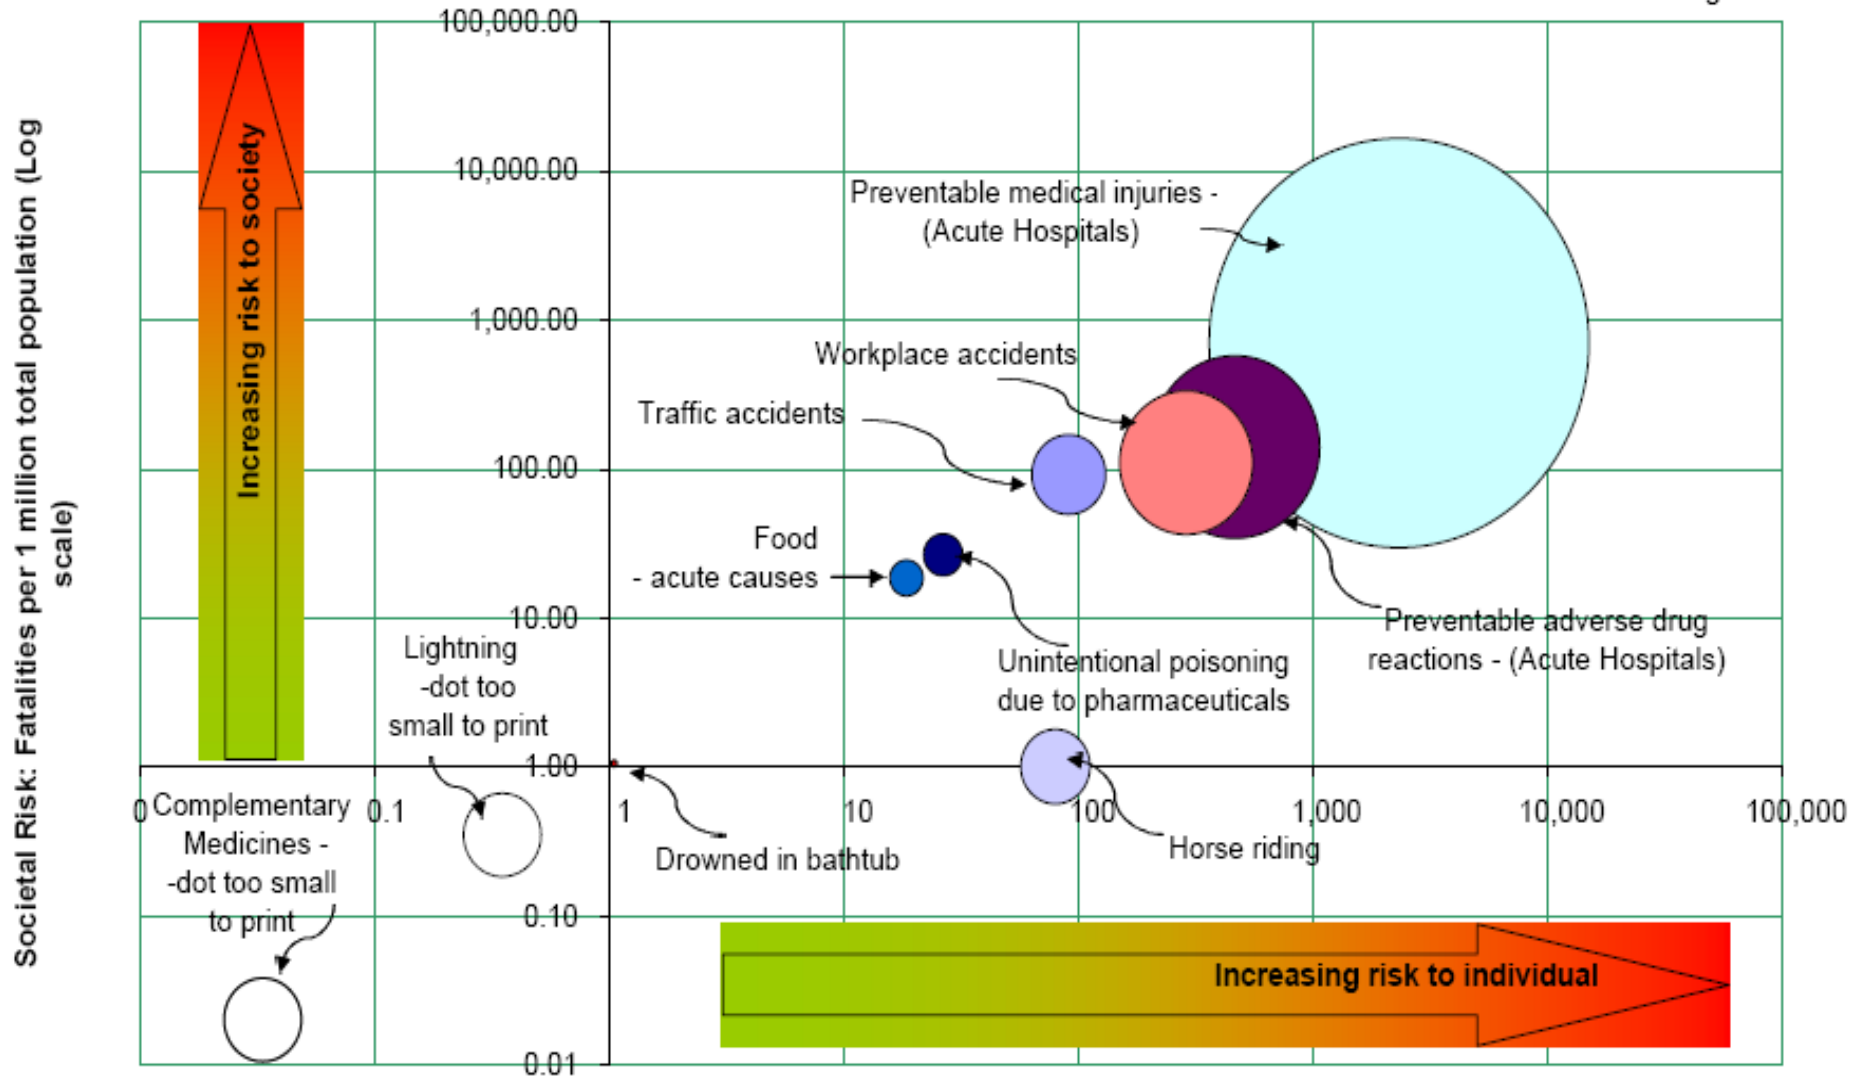 Societal Risk: Fatalities per 1 million total population (Log
scale)
100,000.00
10,000.00
1,000.00
100.00
10.00
1.00
0.10
0.01
Increasing risk to society
Preventable medical injuries -
(Acute Hospitals)
Workplace accidents
Traffic accidents
Food
- acute causes
Preventable adverse drug
reactions - (Acute Hospitals)
Unintentional poisoning
due to pharmaceuticals
Lightning
-dot too
small to print
0
0.1
1
10
100
1,000
10,000
100,000
Complementary
Medicines -
-dot too small
to print
Drowned in bathtub
Horse riding
Increasing risk to individual